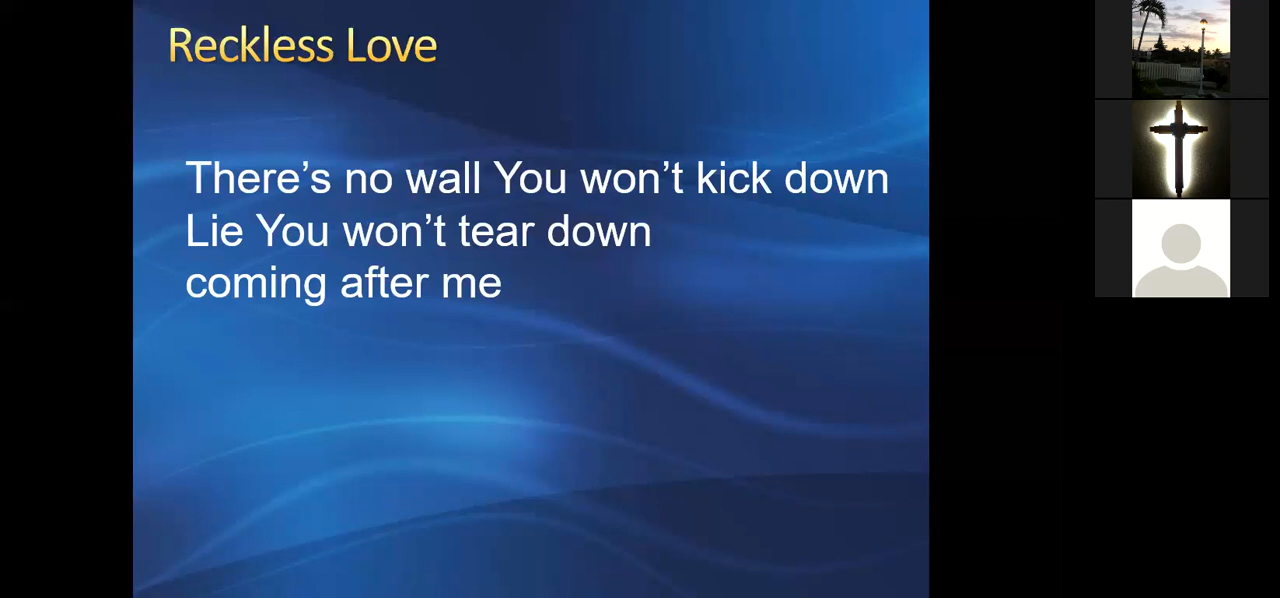 Reckless Love
There’s no wall You won’t kick down
Lie You won’t tear down
coming after me